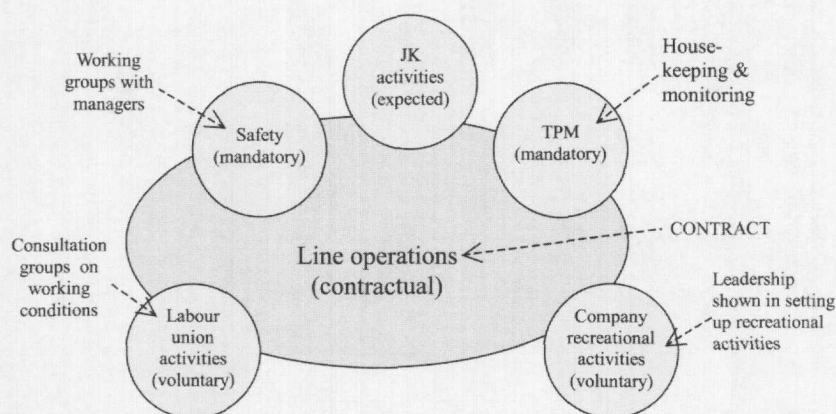 Working
groups with
managers
JK
activities
(expected)
House-
keeping &
monitoring
Safety
(mandatory)
TPM
(mandatory)
CONTRACT
Line operations
(contractual)
Consultation
groups on
working
conditions
Labour
union
activities
(voluntary)
Company
recreational
activities
(voluntary)
Leadership
shown in setting
up recreational
activities